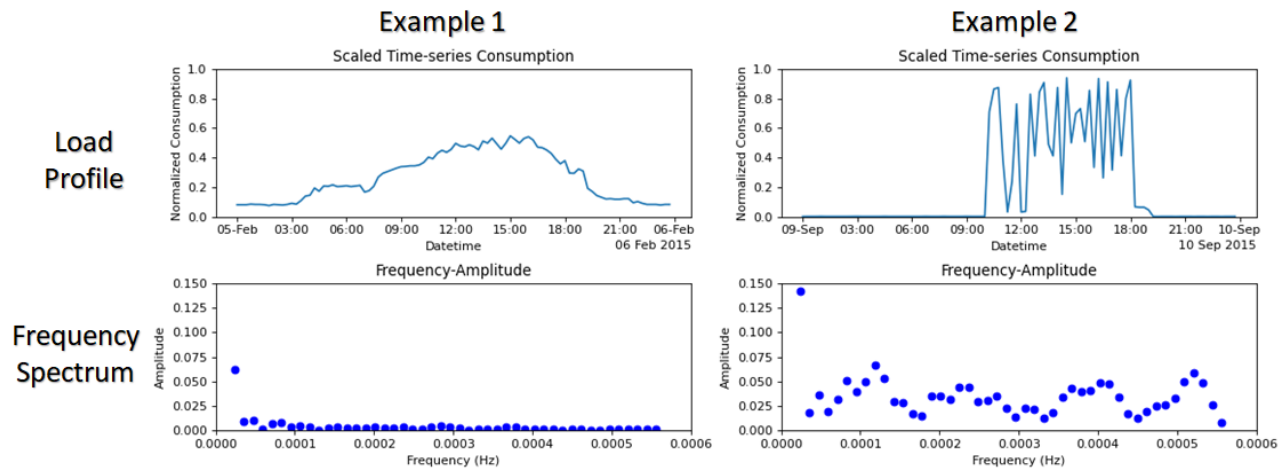 Example 1
Example 2
Load
Profile
Scaled Time-series Consumption
Normalized Consumption
1.0
0.8
0.6
0.4
0.2
0.0
05-Feb 03:00 06:00 09:00 12:00 15:00 18:00 21:00 06-Feb
Datetime
06 Feb 2015
Scaled Time-series Consumption
Normalized Consumption
1.0
0.8
0.6
0.4
0.2
0.0
09-Sep 03:00 06:00 09:00 12:00 15:00 18:00 21:00 10-Sep
Datetime
10 Sep 2015
Frequency
Spectrum
Frequency-Amplitude
Amplitude
0.150
0.125
0.100
0.075
0.050
0.025
0.000
0.0000 0.0001 0.0002 0.0003 0.0004 0.0005 0.0006
Frequency (Hz)
Frequency-Amplitude
Amplitude
0.150
0.125
0.100
0.075
0.050
0.025
0.000
0.0000 0.0001 0.0002 0.0003 0.0004 0.0005 0.0006
Frequency (Hz)